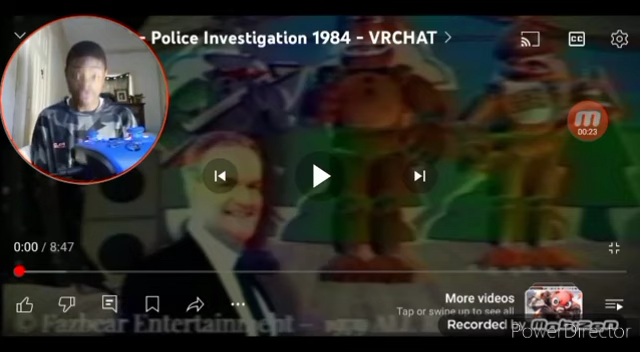 - Police Investigation 1984 - VRCHAT
CC
00:23
0:00 / 8:47
More videos
Tap or swipe up to see all
© Fazbear Entertainment -
Recorded by
PowerDirector